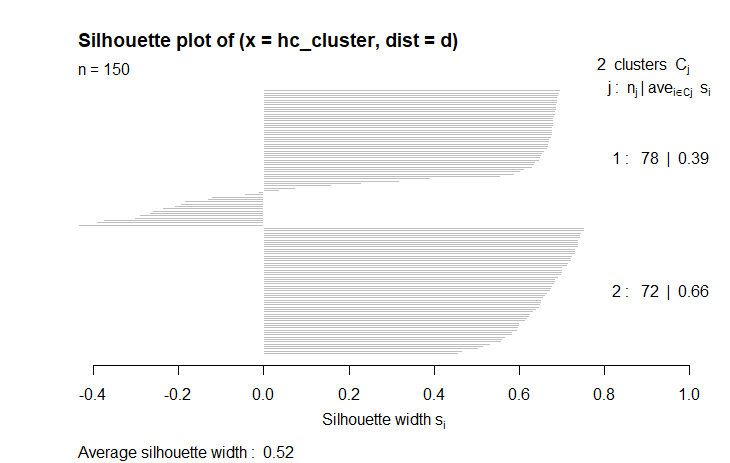 Silhouette plot of (x = hc_cluster, dist = d)
n = 150
2 clusters Cj
j : nj | avei∈Cj si
1 : 78 | 0.39
2 : 72 | 0.66
-0.4 -0.2 0.0 0.2 0.4 0.6 0.8 1.0
Silhouette width si
Average silhouette width : 0.52